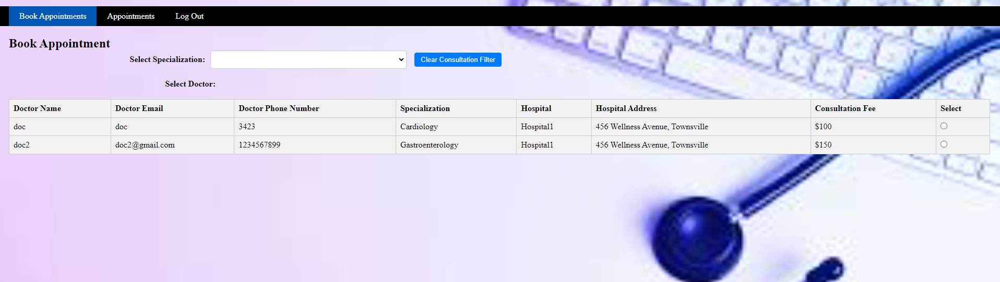 Book Appointments Appointments Log Out
Book Appointment
Select Specialization: Clear Consultation Filter
Select Doctor:
Doctor Name Doctor Email Doctor Phone Number Specialization Hospital Hospital Address Consultation Fee Select
doc doc 3423 Cardiology Hospital1 456 Wellness Avenue, Townsville $100
doc2 doc2@gmail.com 1234567899 Gastroenterology Hospital1 456 Wellness Avenue, Townsville $150